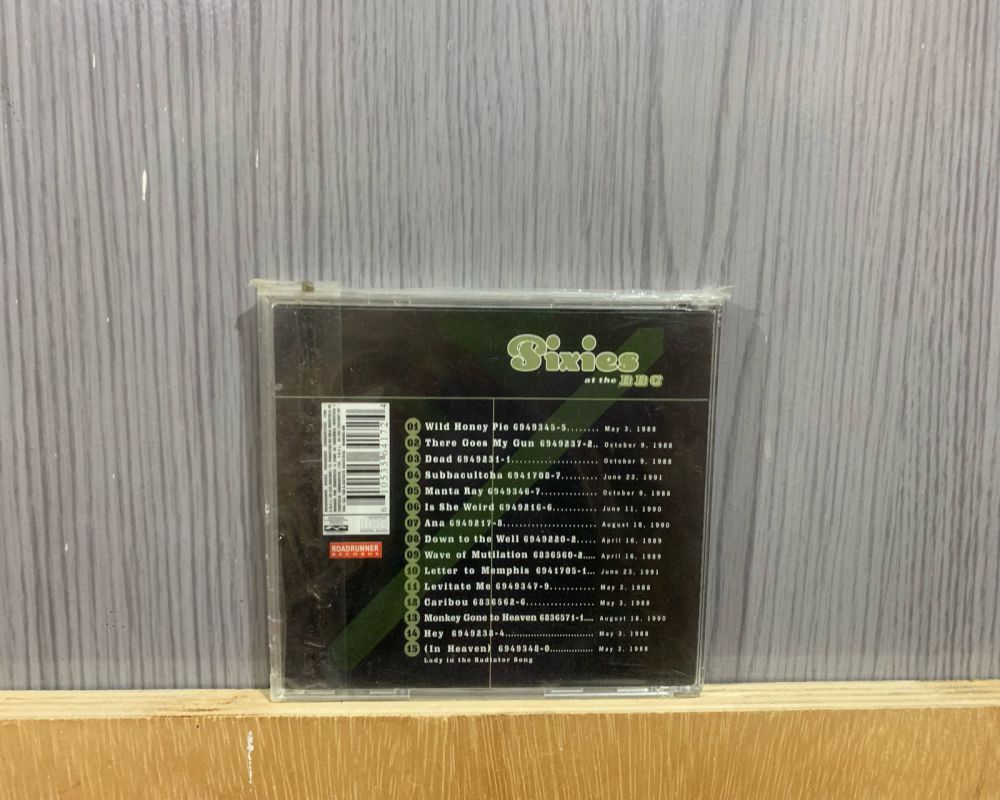 Pixies
at the BBC
01 Wild Honey Pie 6949345-5........ May 3, 1988
02 There Goes My Gun 6949237-2.. October 9, 1988
03 Dead 6949231-1...................... October 9, 1988
04 Subbacultcha 6941708-7............. June 23, 1991
05 Manta Ray 6949346-7.............. October 9, 1988
06 Is She Weird 6949216-6........... June 11, 1990
07 Ana 6949217-8........................ August 18, 1990
08 Down to the Well 6949220-2..... April 16, 1989
09 Wave of Mutilation 6836560-2..... April 16, 1989
10 Letter to Memphis 6941705-1... June 23, 1991
11 Levitate Me 6949347-9........... May 3, 1988
12 Caribou 6836562-6.................. May 3, 1988
13 Monkey Gone to Heaven 6836571-1.... August 18, 1990
14 Hey 6949238-4.............................. May 3, 1988
15 (In Heaven) 6949348-0............... May 3, 1988
Lady in the Radiator Song
6 10535 64172 4
ROADRUNNER
RECORDS